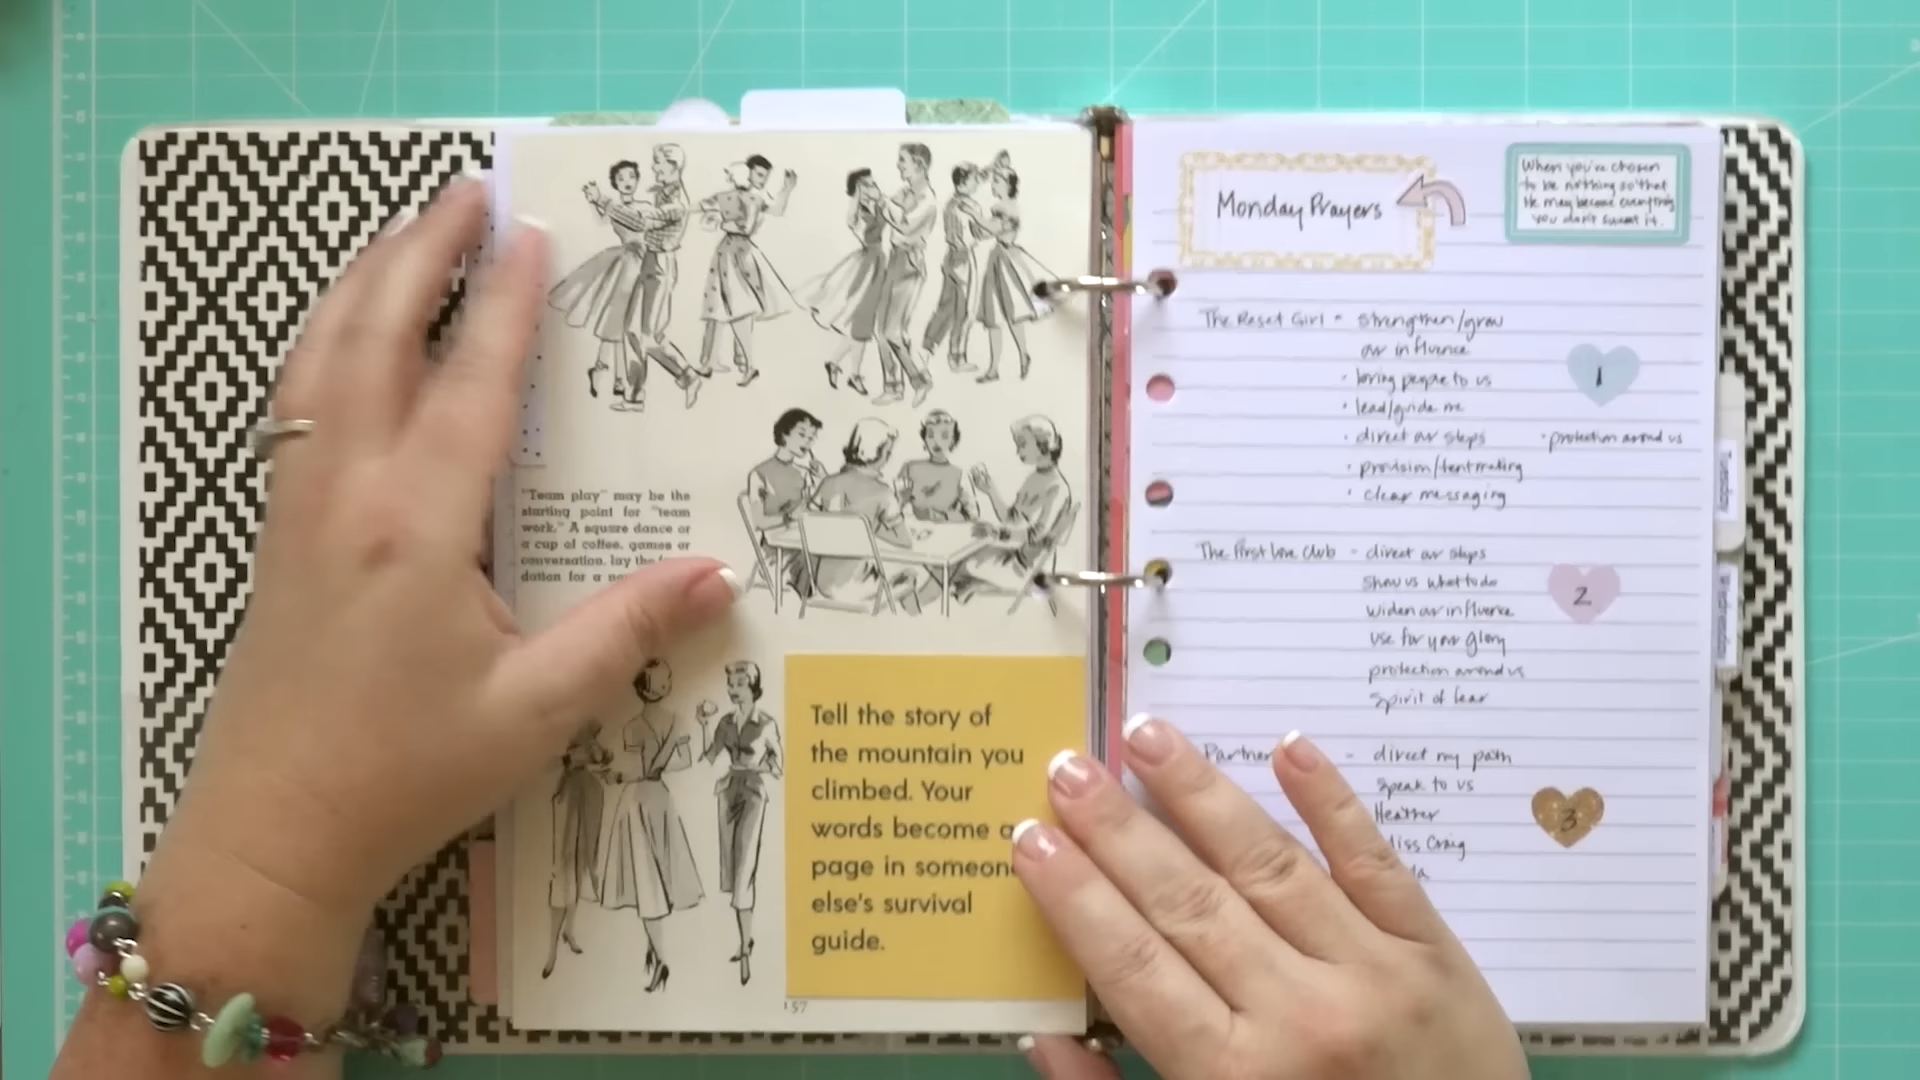 "Team play" may be the
starting point for "team
work." A square dance or
a cup of coffee, games or
conversation, lay the
dation for a
Tell the story of
the mountain you
climbed. Your
words become a
page in someone
else's survival
guide.
157
Monday Prayers
When you're chosen
to be nothing so that
He may become everything
you don't sweat it.
The Reset Girl - strengthen/grow
our influence
1
· bring people to us
· lead/guide me
· direct our steps · protection around us
· provision/tentmaking
· clear messaging
The First Love Club - direct our steps
show us what to do
2
widen our influence
use for your glory
protection around us
Spirit of fear
Partner - direct my path
speak to us
Heather
3
Miss Craig
Tuesday
Wednesday